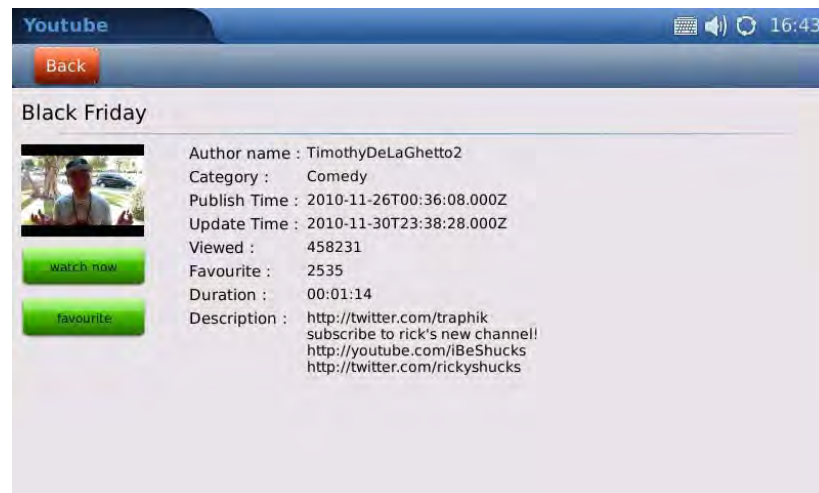 Youtube
16:43
Back
Black Friday
Author name : TimothyDeLaGhetto2
Category : Comedy
Publish Time : 2010-11-26T00:36:08.000Z
Update Time : 2010-11-30T23:38:28.000Z
Viewed : 458231
watch now
Favourite : 2535
Duration : 00:01:14
favourite
Description : http://twitter.com/traphik
subscribe to rick's new channel!
http://youtube.com/iBeShucks
http://twitter.com/rickyshucks